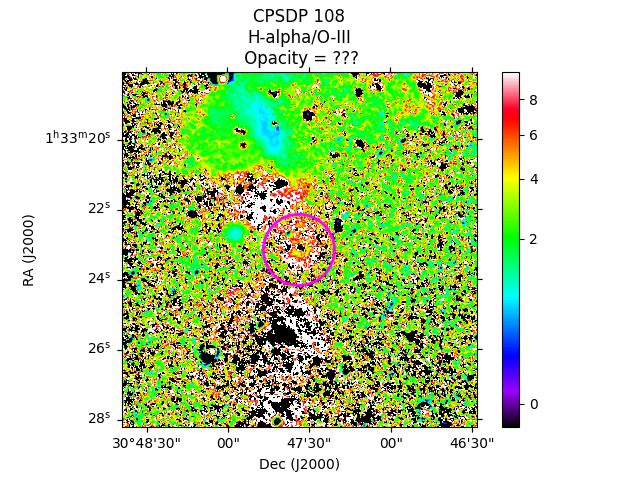 CPSDP 108
H-alpha/O-III
Opacity = ???
8
6
4
2
0
1ʰ33ᵐ20ˢ
22ˢ
24ˢ
26ˢ
28ˢ
RA (J2000)
30°48'30" 00" 47'30" 00" 46'30"
Dec (J2000)